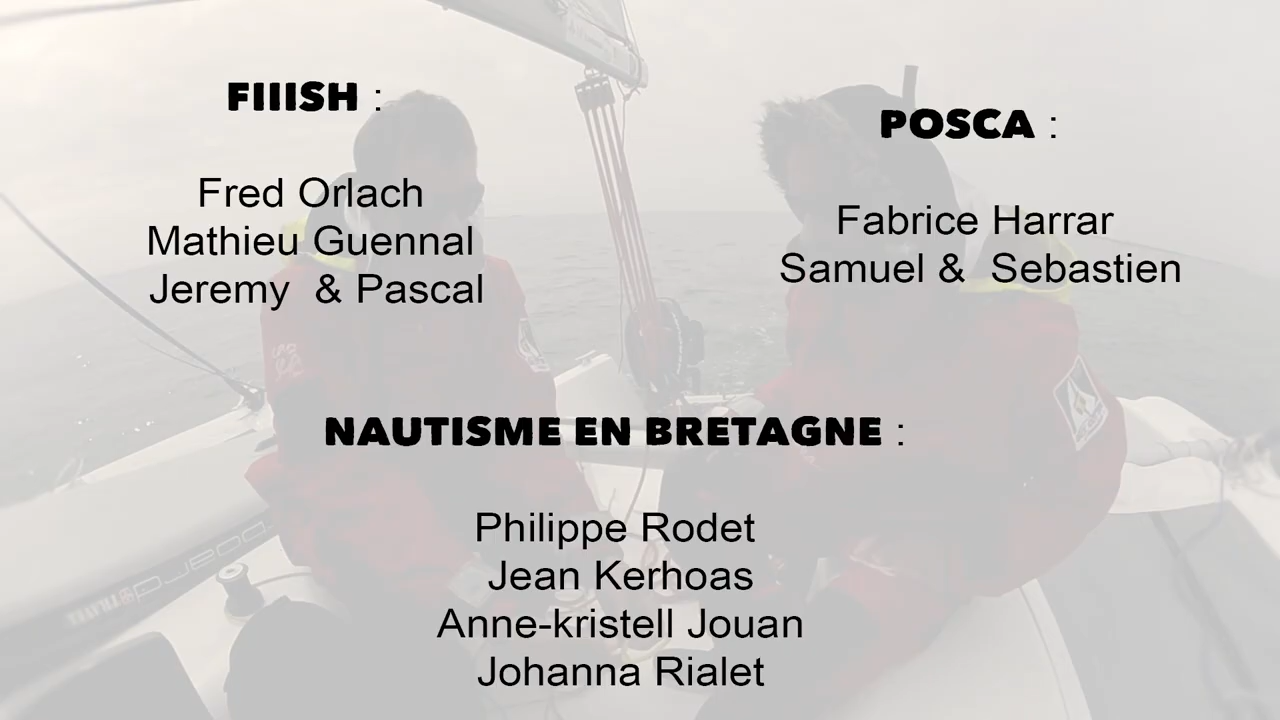 FIIISH :
Fred Orlach
Mathieu Guennal
Jeremy & Pascal
POSCA :
Fabrice Harrar
Samuel & Sebastien
NAUTISME EN BRETAGNE :
Philippe Rodet
Jean Kerhoas
Anne-kristell Jouan
Johanna Rialet